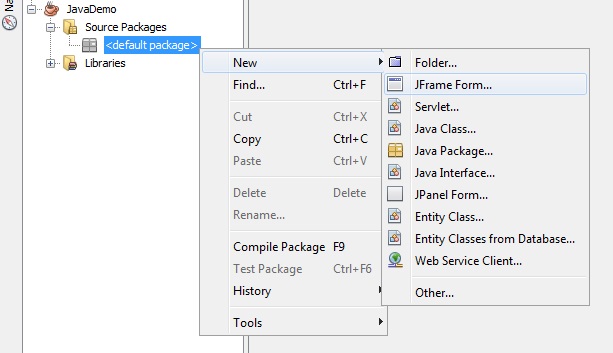 Na
JavaDemo
Source Packages
<default package>
Libraries
New
Find... Ctrl+F
Cut Ctrl+X
Copy Ctrl+C
Paste Ctrl+V
Delete Delete
Rename...
Compile Package F9
Test Package Ctrl+F6
History
Tools
Folder...
JFrame Form...
Servlet...
Java Class...
Java Package...
Java Interface...
JPanel Form...
Entity Class...
Entity Classes from Database...
Web Service Client...
Other...